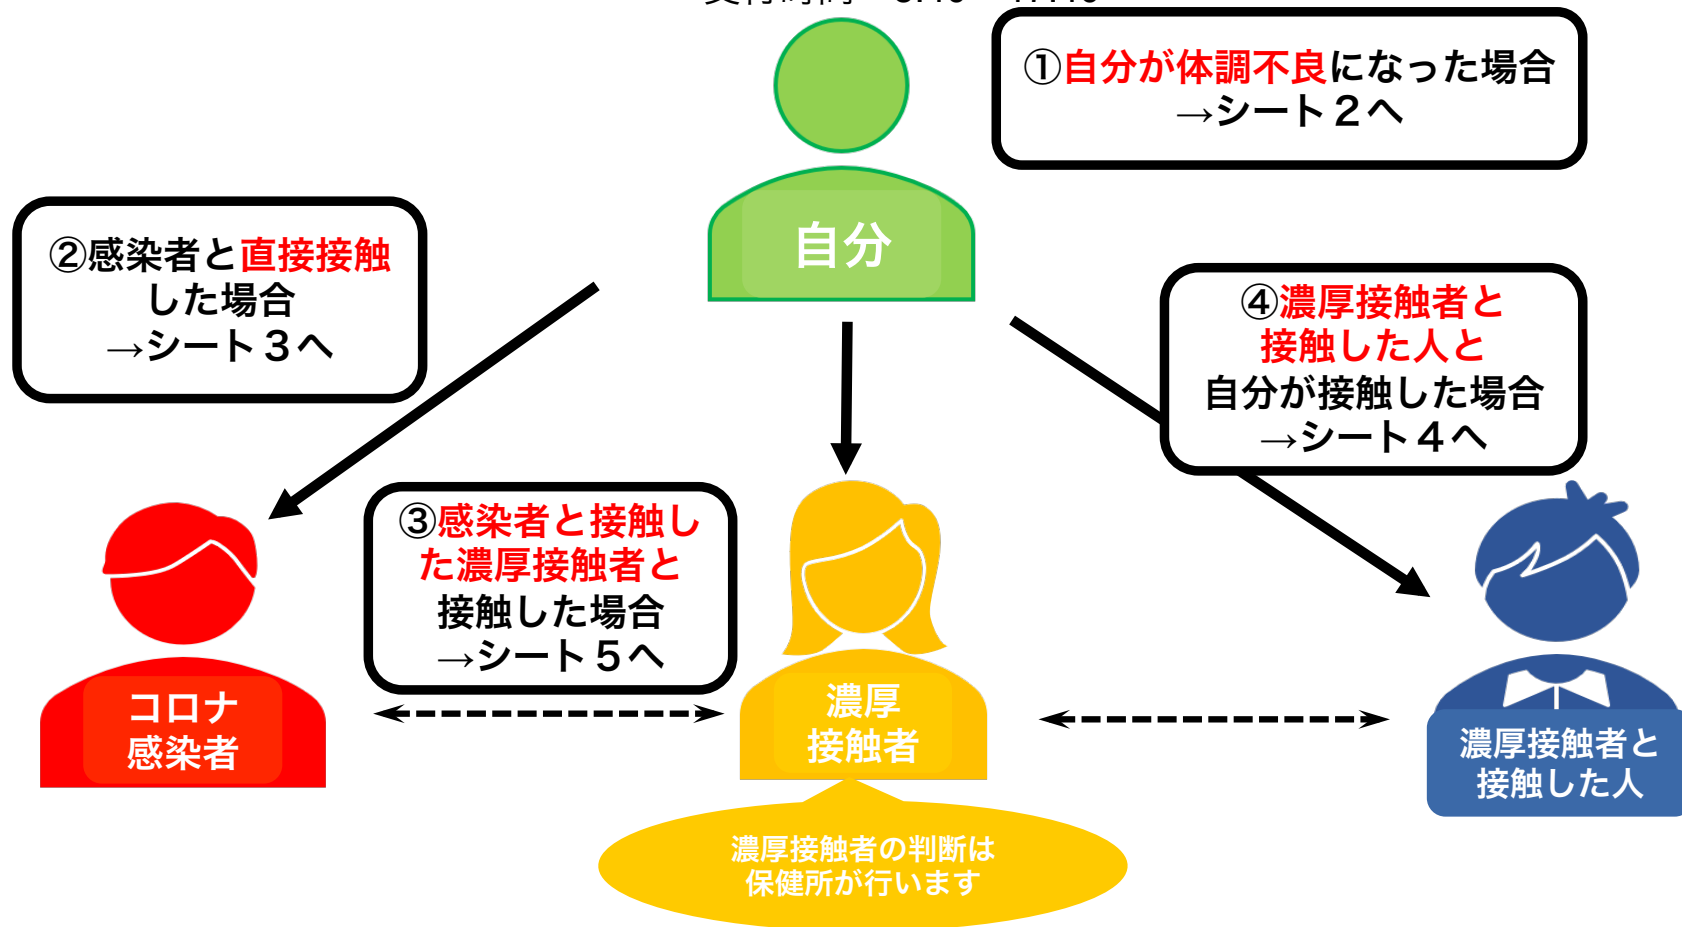 ①自分が体調不良になった場合
→シート２へ
自分
②感染者と直接接触
した場合
→シート３へ
④濃厚接触者と
接触した人と
自分が接触した場合
→シート４へ
③感染者と接触し
た濃厚接触者と
接触した場合
→シート５へ
コロナ
感染者
濃厚
接触者
濃厚接触者と
接触した人
濃厚接触者の判断は
保健所が行います